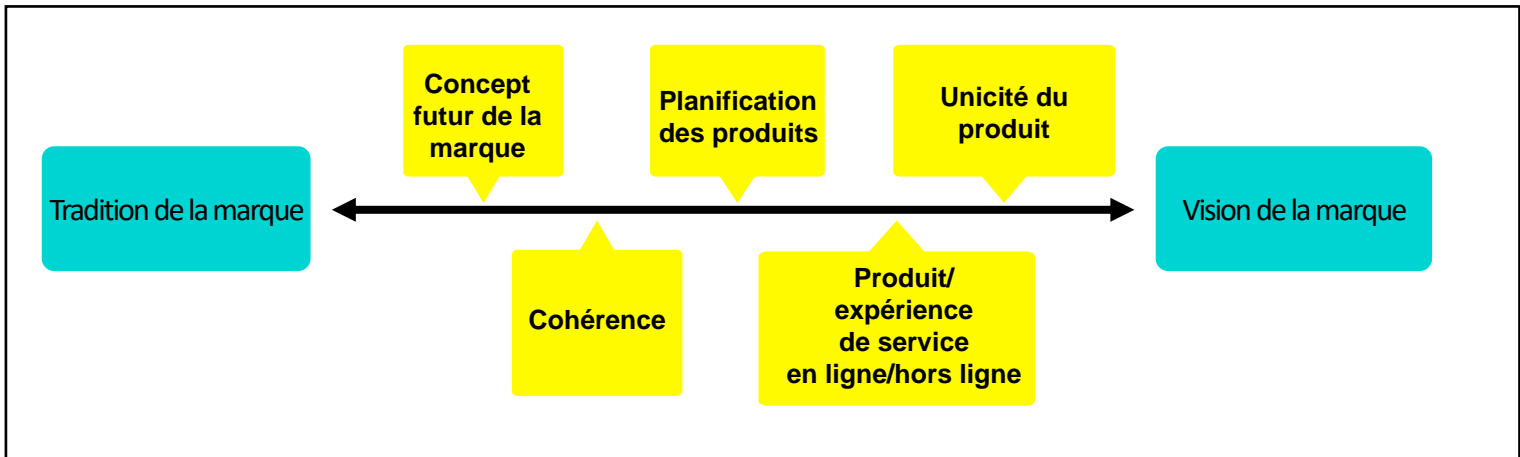 Concept
futur de la
marque
Planification
des produits
Unicité du
produit
Tradition de la marque
Vision de la marque
Cohérence
Produit/
expérience
de service
en ligne/hors ligne